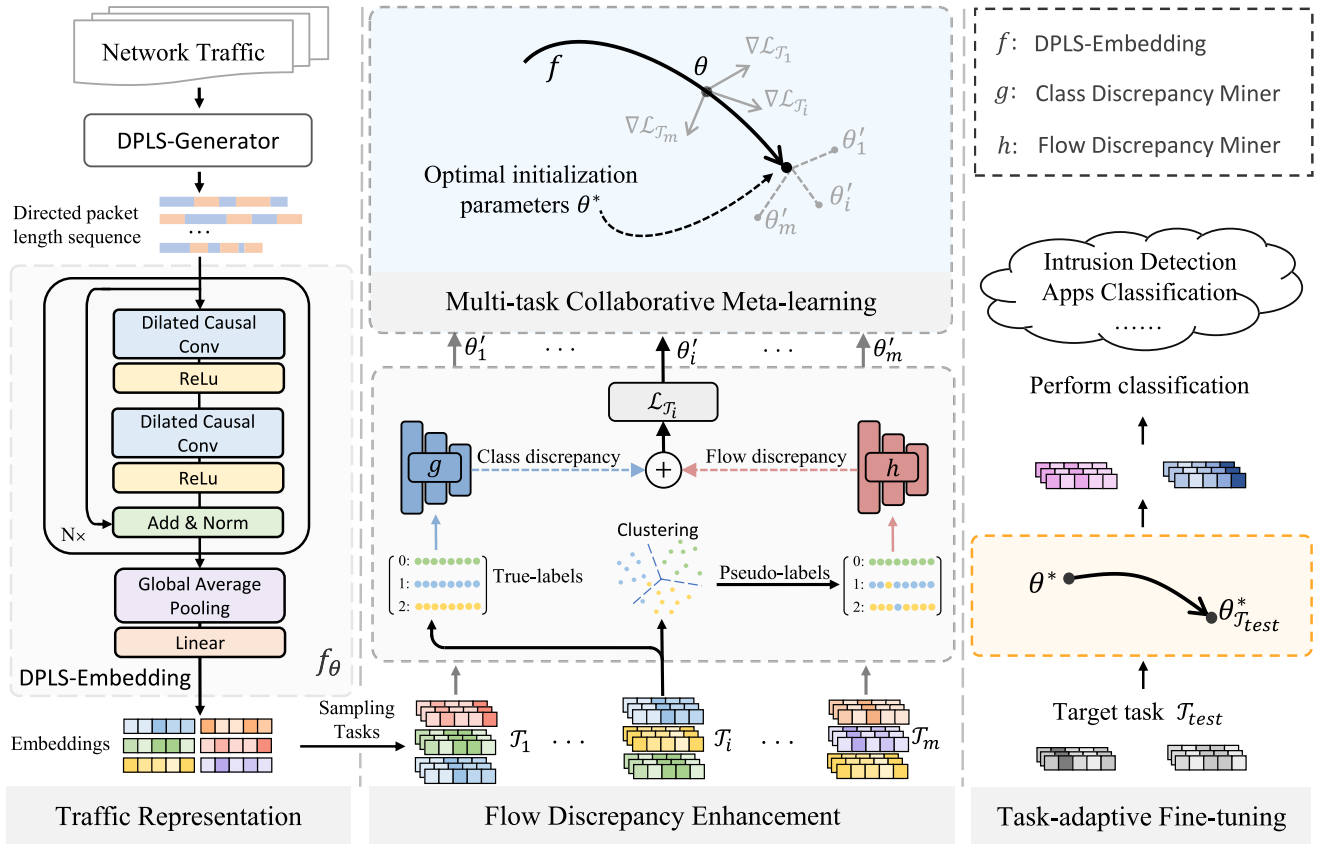 Network Traffic
DPLS-Generator
Directed packet
length sequence
...
Dilated Causal
Conv
ReLu
Dilated Causal
Conv
ReLu
Add & Norm
N×
Global Average
Pooling
Linear
DPLS-Embedding
f_θ
Embeddings
Sampling
Tasks
Traffic Representation
f
θ
∇ℒ_𝒯₁
∇ℒ_𝒯ᵢ
∇ℒ_𝒯ₘ
Optimal initialization
parameters θ*
θ′₁
θ′ᵢ
θ′ₘ
Multi-task Collaborative Meta-learning
θ′₁ ... θ′ᵢ ... θ′ₘ
ℒ_𝒯ᵢ
g
Class discrepancy
+
Flow discrepancy
h
Clustering
0:
1:
2:
True-labels
Pseudo-labels
0:
1:
2:
𝒯₁ ... 𝒯ᵢ ... 𝒯ₘ
Flow Discrepancy Enhancement
f: DPLS-Embedding
g: Class Discrepancy Miner
h: Flow Discrepancy Miner
Intrusion Detection
Apps Classification
......
Perform classification
θ*
θ*_𝒯test
Target task 𝒯test
Task-adaptive Fine-tuning